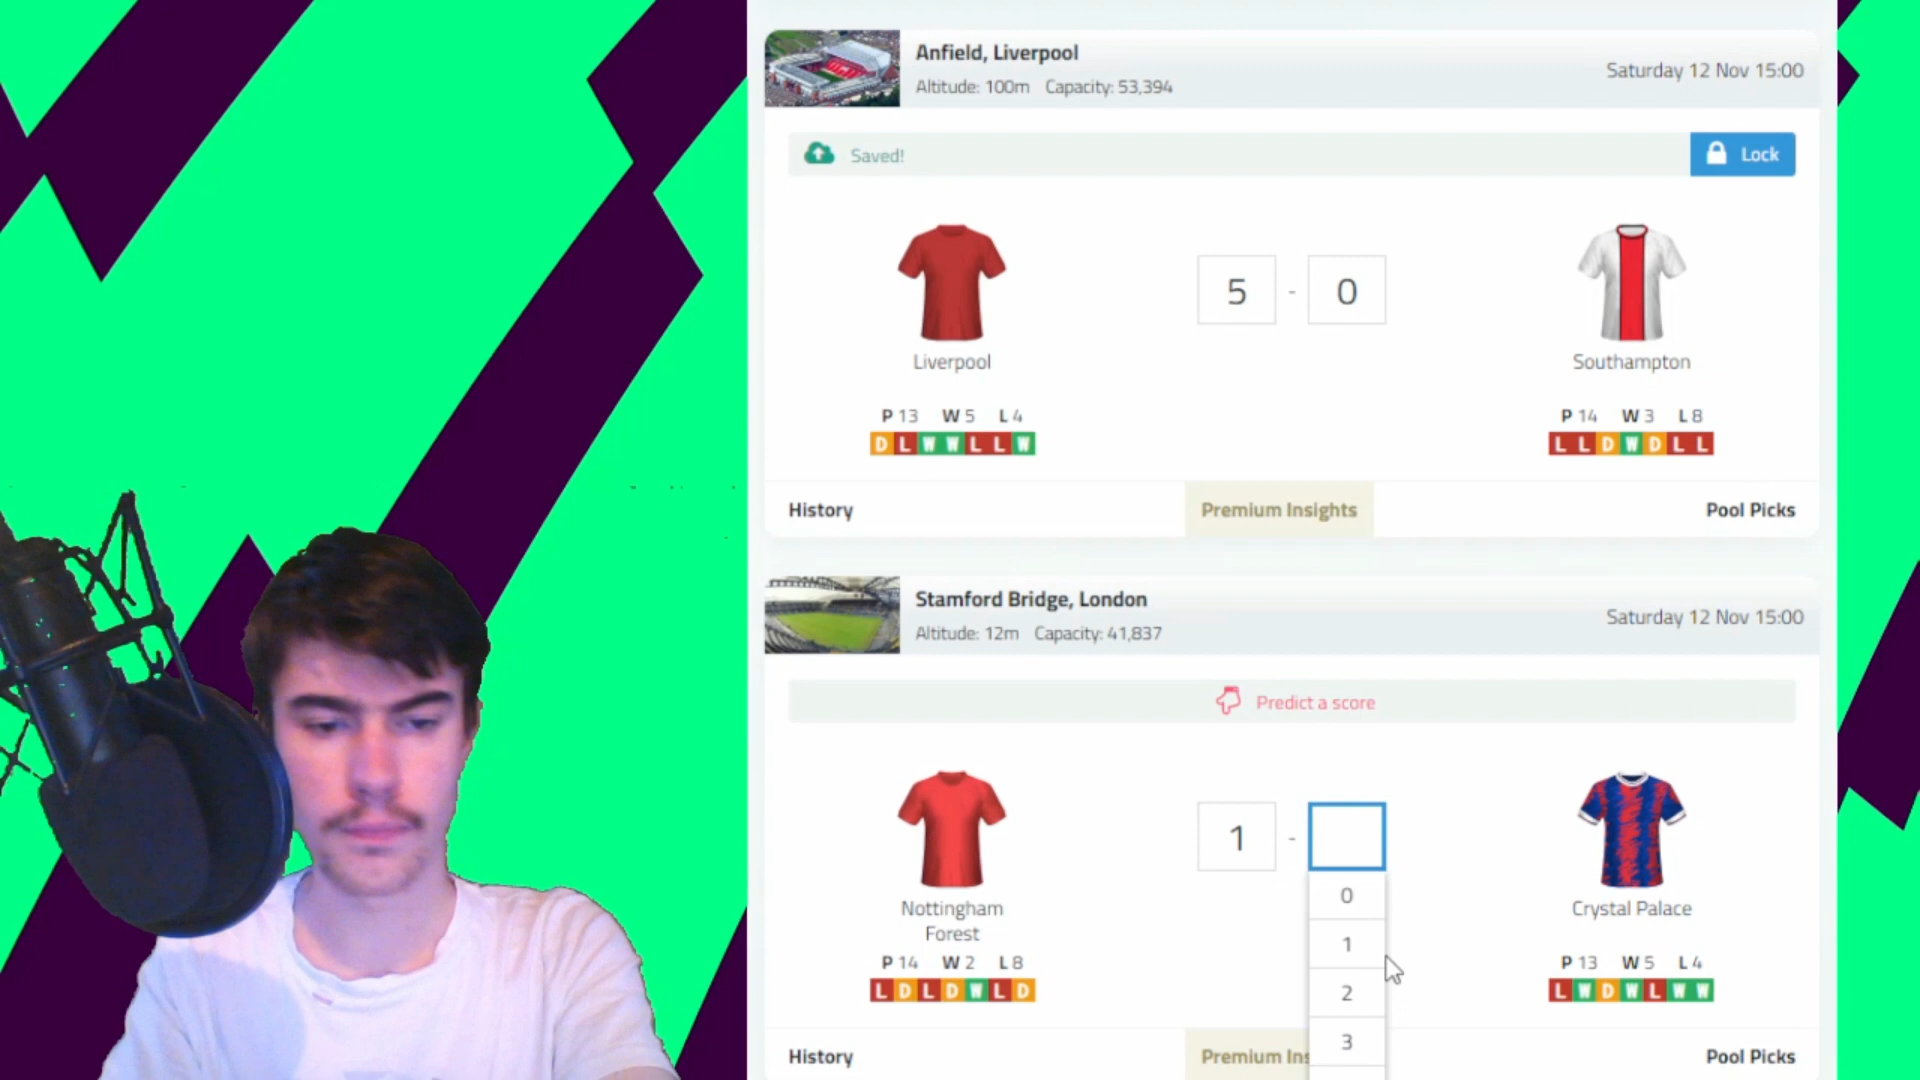 Anfield, Liverpool
Altitude: 100m Capacity: 53,394
Saturday 12 Nov 15:00
Saved!
Lock
5 - 0
Liverpool
Southampton
P 13 W 5 L 4
P 14 W 3 L 8
D L W W L L W
L L D W D L L
History
Premium Insights
Pool Picks
Stamford Bridge, London
Altitude: 12m Capacity: 41,837
Saturday 12 Nov 15:00
Predict a score
1 -
0
1
2
3
Nottingham
Forest
Crystal Palace
P 14 W 2 L 8
P 13 W 5 L 4
L D L D W L D
L W D W L W W
History
Premium Ins
Pool Picks